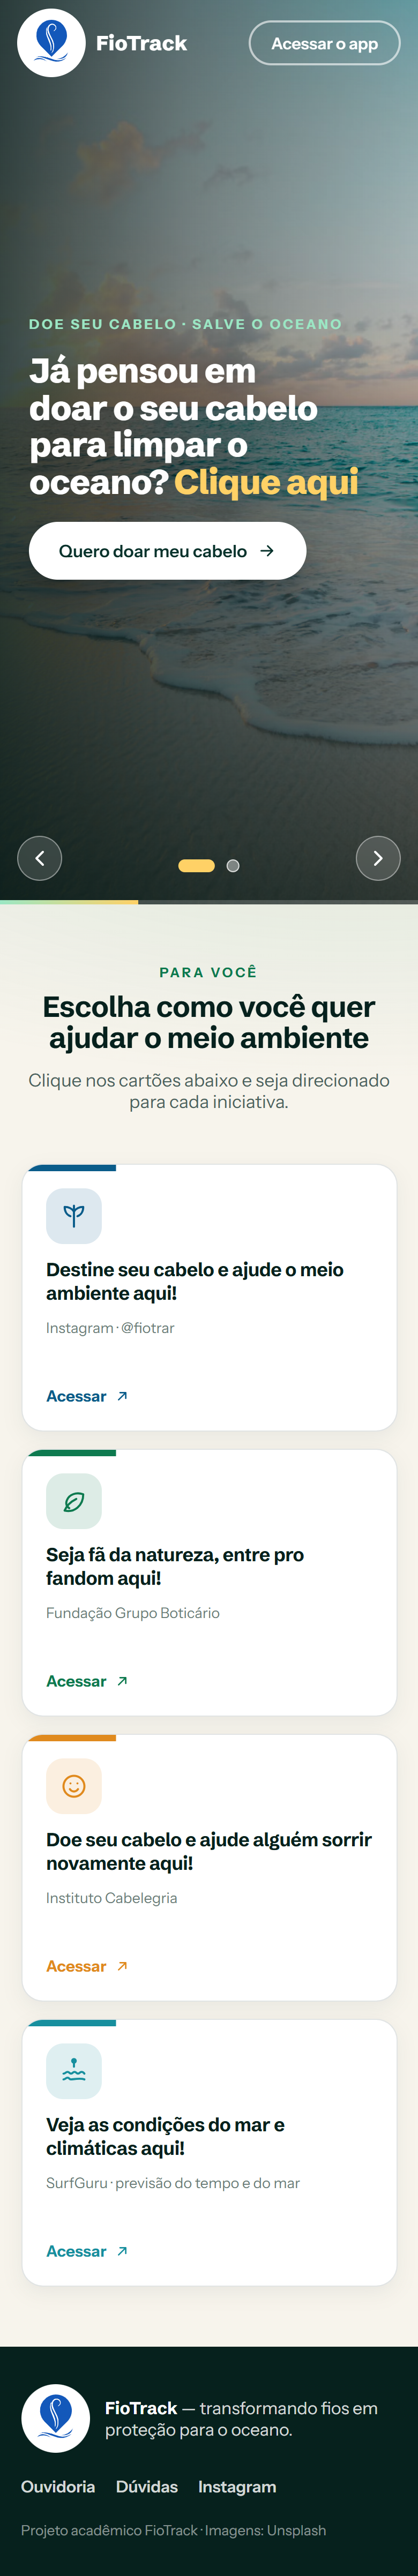 FioTrack
Acessar o app
DOE SEU CABELO · SALVE O OCEANO
Já pensou em
doar o seu cabelo
para limpar o
oceano? Clique aqui
Quero doar meu cabelo →
PARA VOCÊ
Escolha como você quer
ajudar o meio ambiente
Clique nos cartões abaixo e seja direcionado
para cada iniciativa.
Destine seu cabelo e ajude o meio
ambiente aqui!
Instagram · @fiotrar
Acessar ↗
Seja fã da natureza, entre pro
fandom aqui!
Fundação Grupo Boticário
Acessar ↗
Doe seu cabelo e ajude alguém sorrir
novamente aqui!
Instituto Cabelegria
Acessar ↗
Veja as condições do mar e
climáticas aqui!
SurfGuru · previsão do tempo e do mar
Acessar ↗
FioTrack — transformando fios em
proteção para o oceano.
Ouvidoria Dúvidas Instagram
Projeto acadêmico FioTrack · Imagens: Unsplash